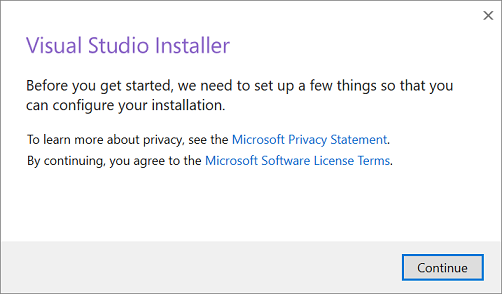 Visual Studio Installer
Before you get started, we need to set up a few things so that you
can configure your installation.
To learn more about privacy, see the Microsoft Privacy Statement.
By continuing, you agree to the Microsoft Software License Terms.
Continue